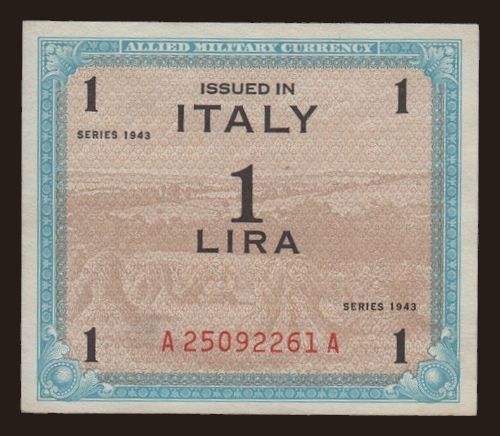 ALLIED MILITARY CURRENCY
1 ISSUED IN 1
ITALY
SERIES 1943
1
LIRA
SERIES 1943
1 A 25092261 A 1